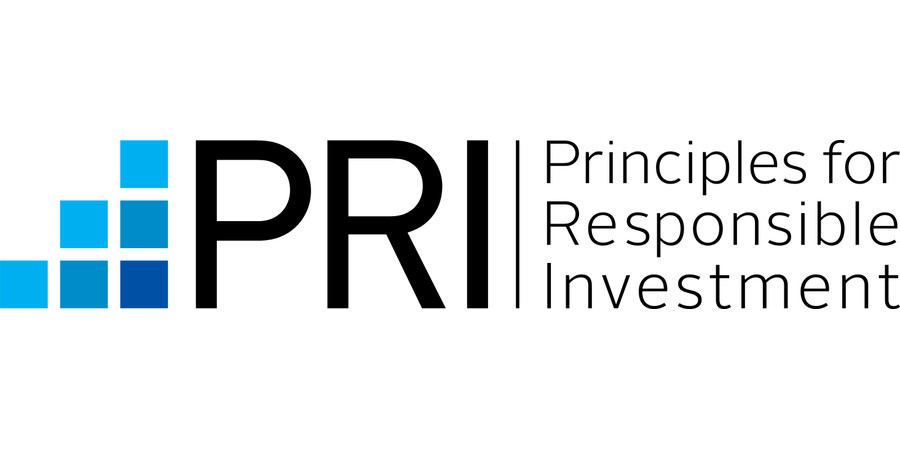 PRI
Principles for
Responsible
Investment